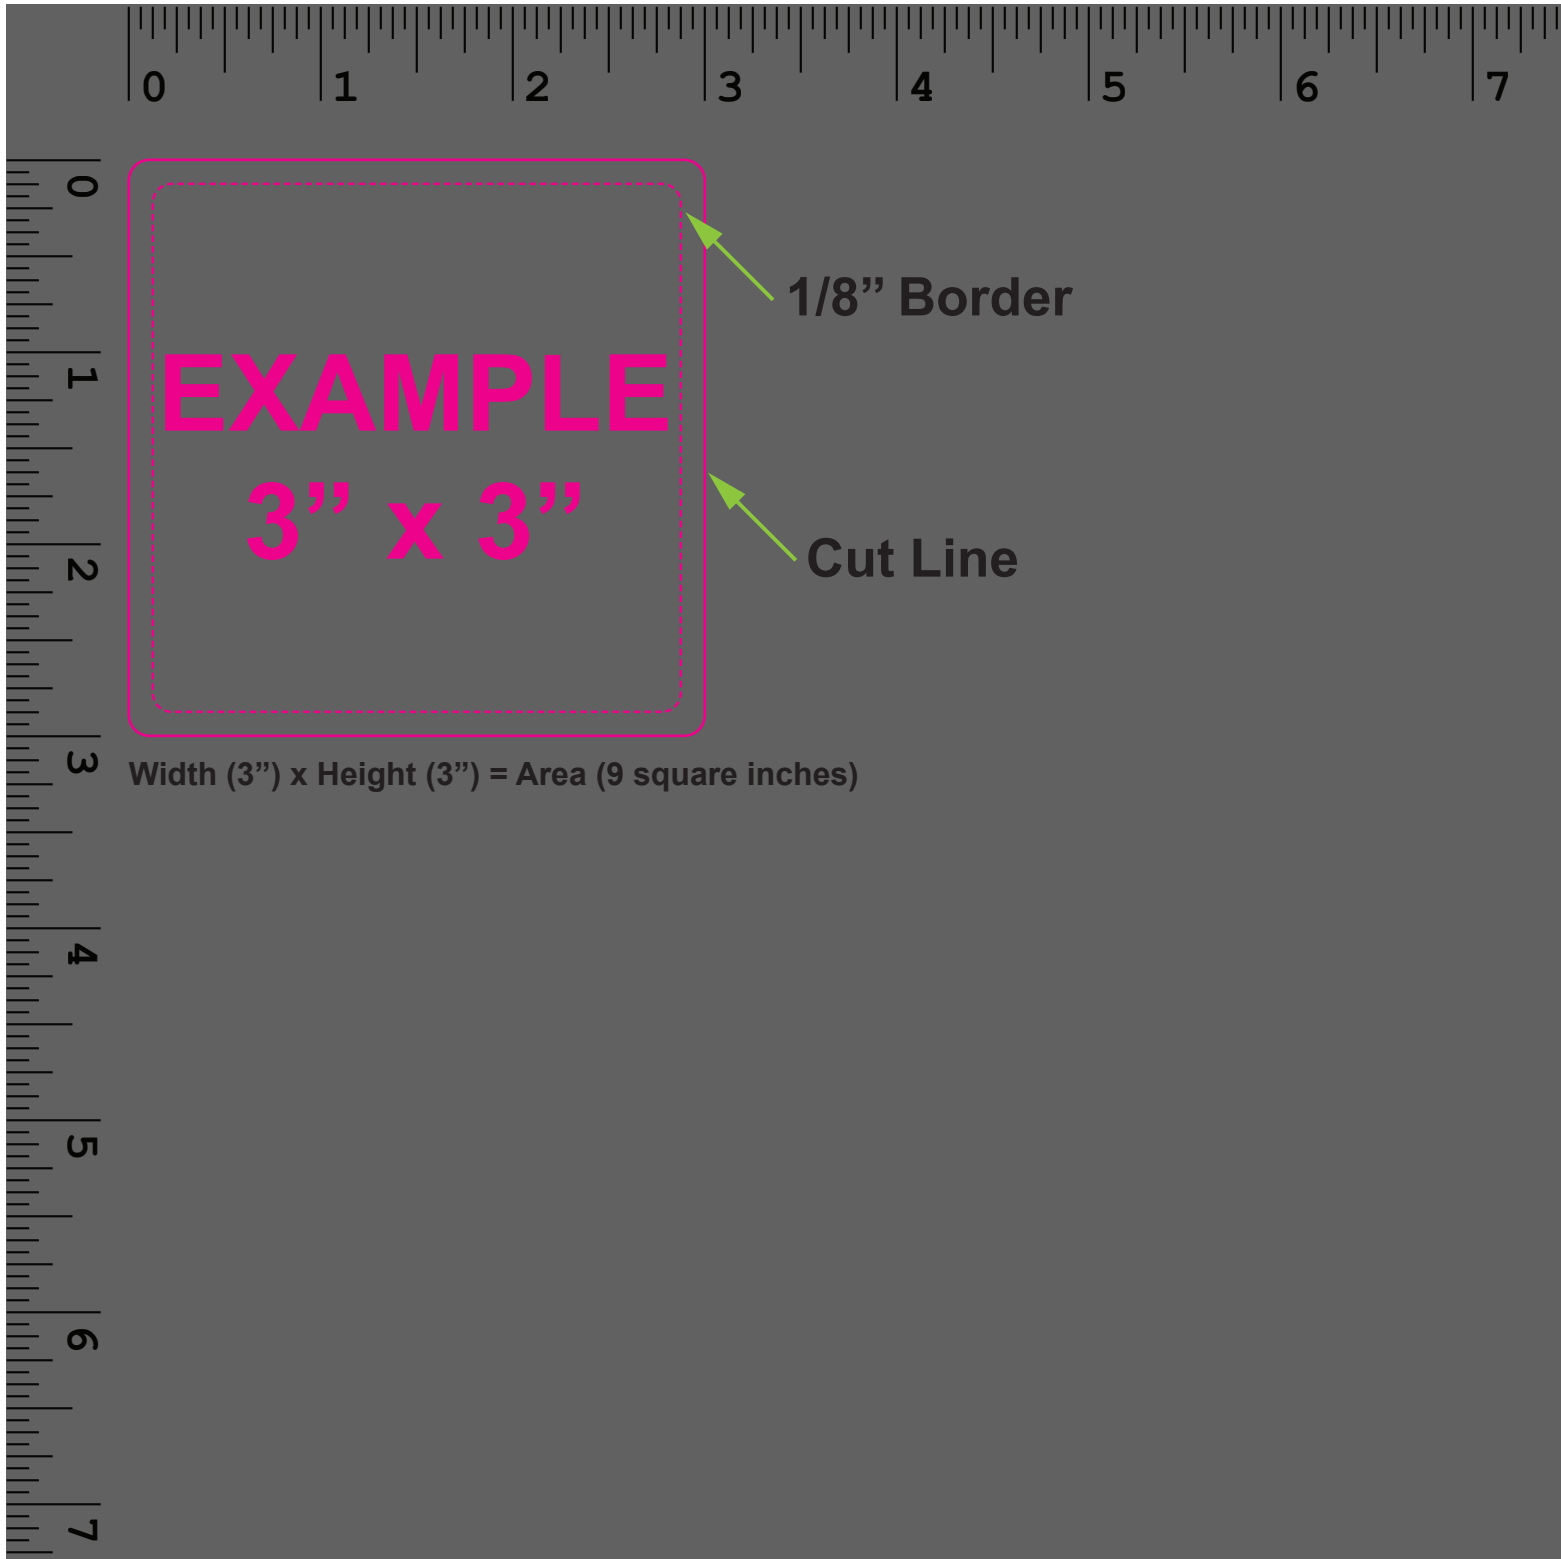 0 1 2 3 4 5 6 7
0
1/8” Border
1
EXAMPLE
3” x 3”
Cut Line
2
3
Width (3”) x Height (3”) = Area (9 square inches)
4
5
6
7